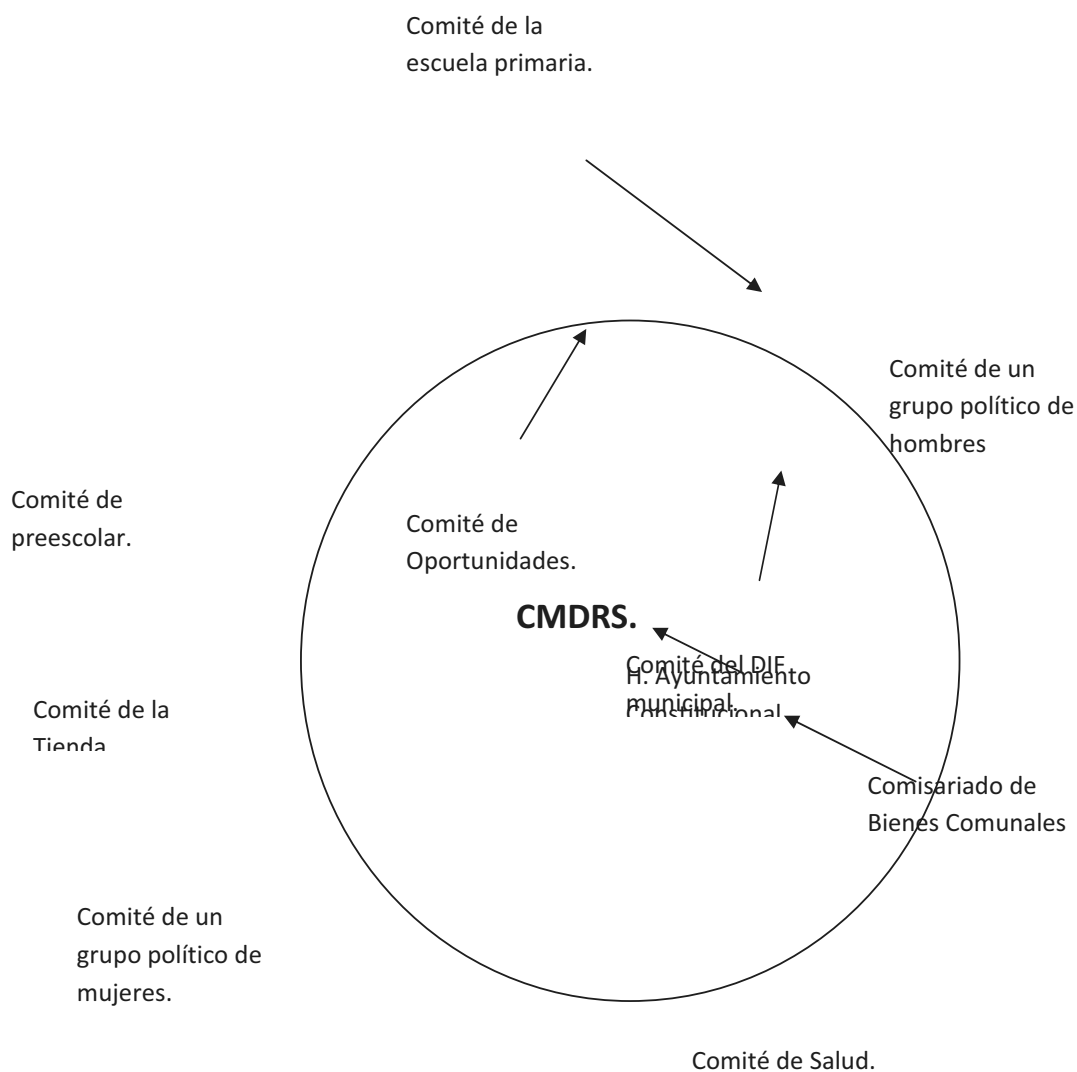 Comité de la
escuela primaria.
Comité de un
grupo político de
hombres
Comité de
preescolar.
Comité de
Oportunidades.
CMDRS.
Comité del DIF
municipal.
H. Ayuntamiento
Constitucional
Comité de la
Tienda
Comisariado de
Bienes Comunales
Comité de un
grupo político de
mujeres.
Comité de Salud.